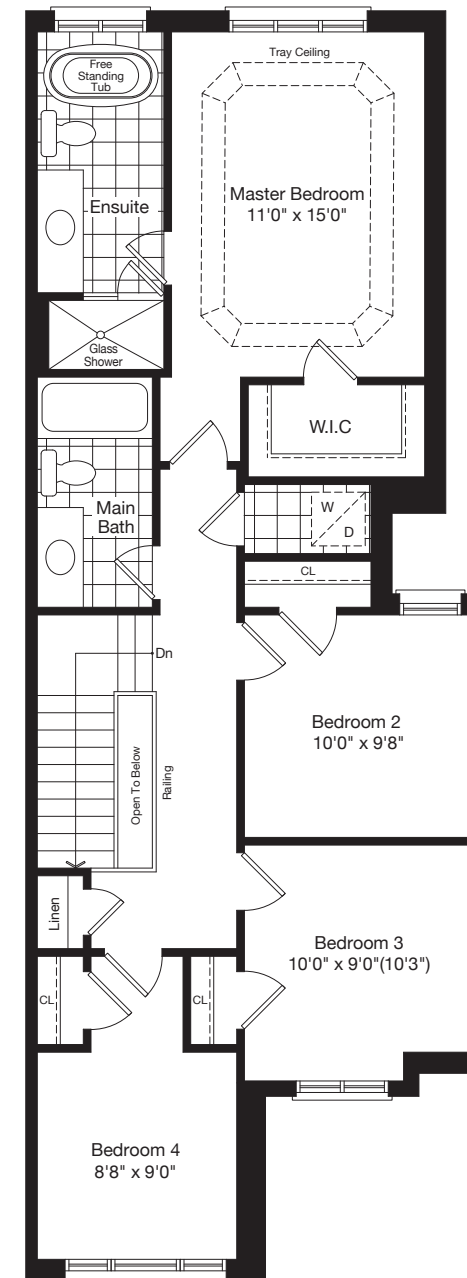 Tray Ceiling
Free
Standing
Tub
Master Bedroom
11'0" x 15'0"
Ensuite
Glass
Shower
W.I.C
Main
Bath
W
D
CL
Dn
Bedroom 2
10'0" x 9'8"
Open To Below
Railing
Linen
Bedroom 3
10'0" x 9'0"(10'3")
CL
CL
Bedroom 4
8'8" x 9'0"